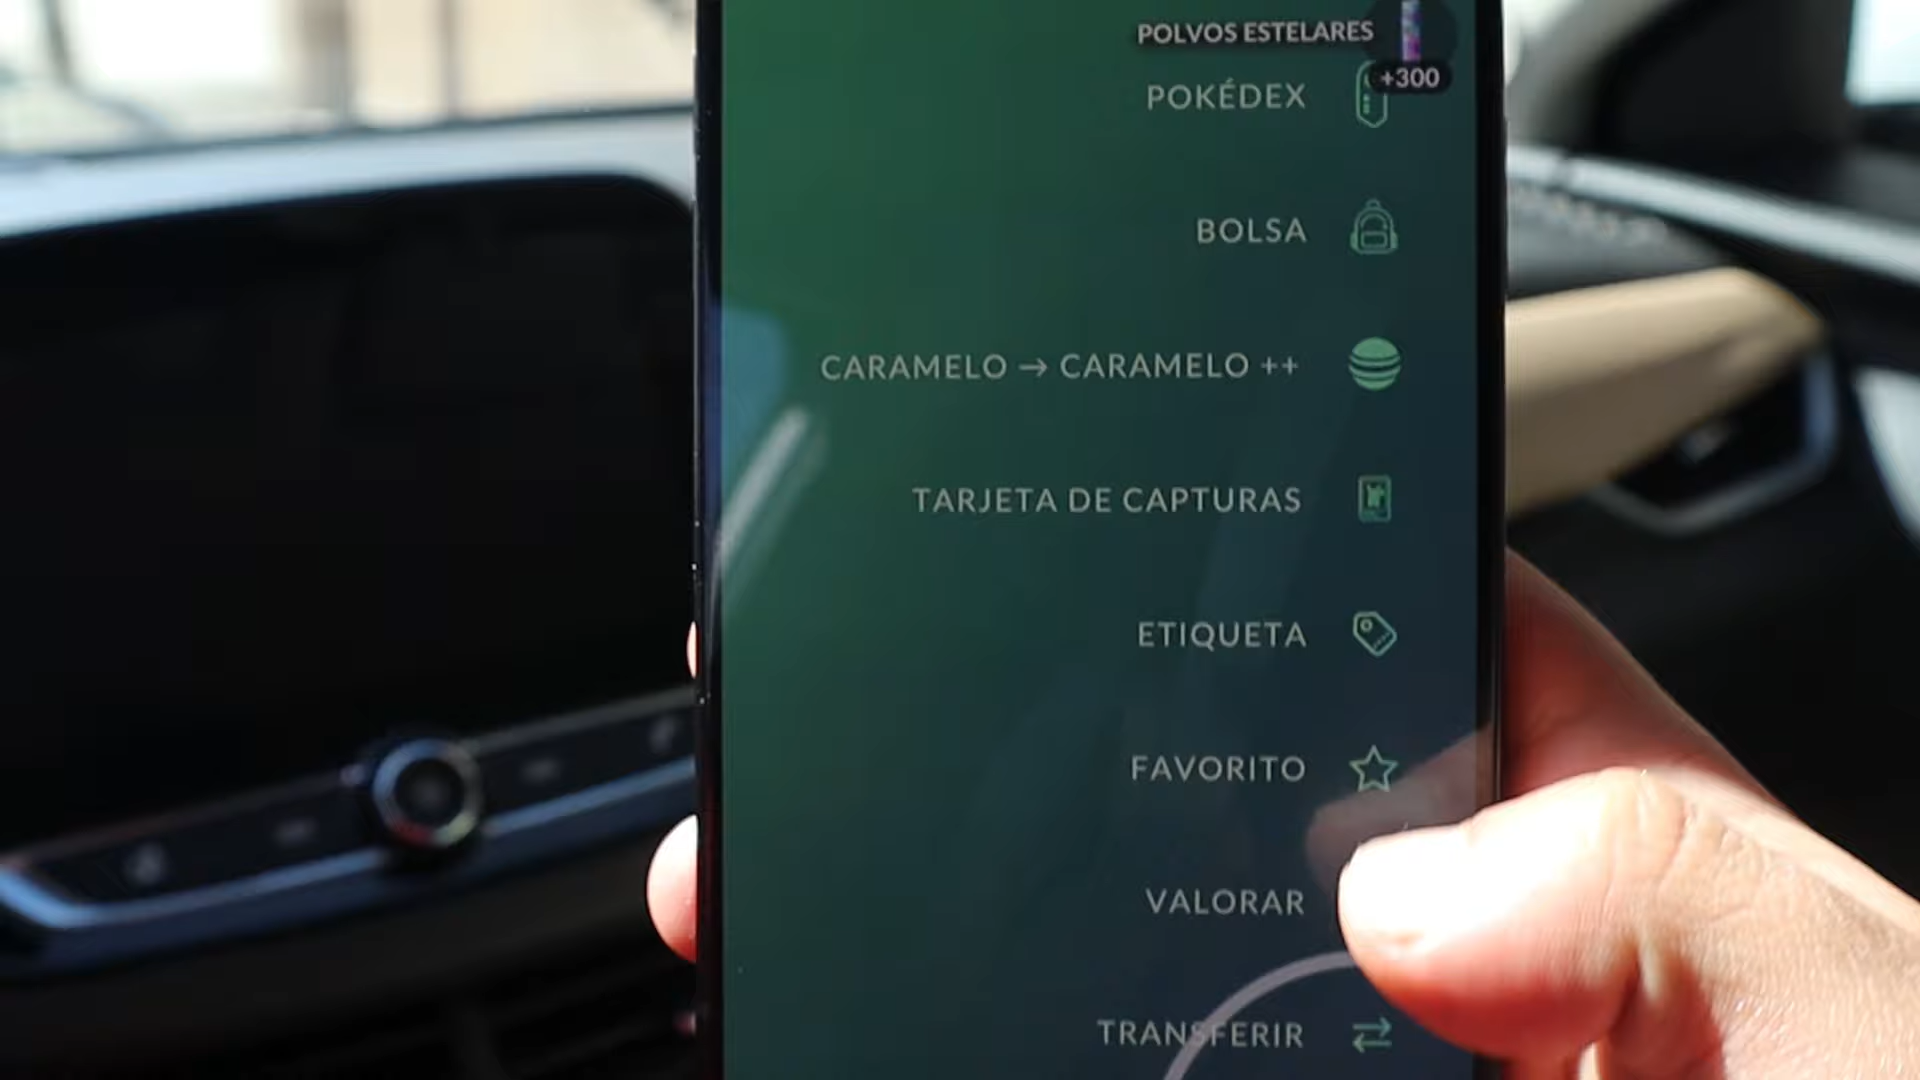 POLVOS ESTELARES
+300
POKÉDEX
BOLSA
CARAMELO → CARAMELO ++
TARJETA DE CAPTURAS
ETIQUETA
FAVORITO
VALORAR
TRANSFERIR